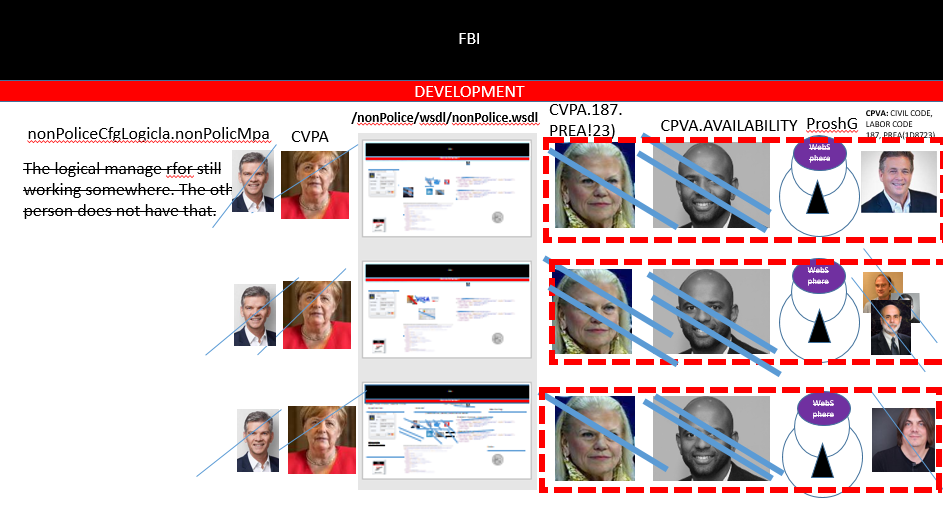 FBI
DEVELOPMENT
nonPoliceCfgLogicla.nonPolicMpa
CVPA
/nonPolice/wsdl/nonPolice.wsdl
CVPA.187.
PREA!23)
CPVA.AVAILABILITY
ProshG
CPVA: CIVIL CODE,
LABOR CODE
187. PREA(1D8723)
The logical manage rfor still
working somewhere. The oth
person does not have that.
WebS
phere
VISA
WebS
phere
WebS
phere